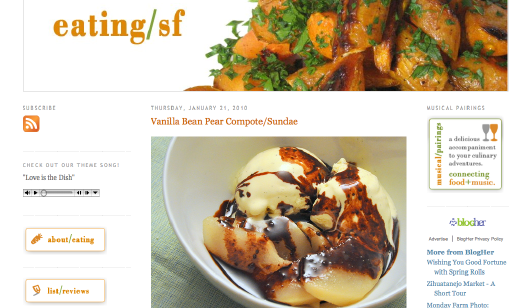 eating/sf
SUBSCRIBE
CHECK OUT OUR THEME SONG!
"Love is the Dish"
about/eating
list/reviews
THURSDAY, JANUARY 21, 2010
Vanilla Bean Pear Compote/Sundae
MUSICAL PAIRINGS
musical/pairings
a delicious
accompaniment
to your culinary
adventures.
connecting
food+music.
blogher
Advertise | BlogHer Privacy Policy
More from BlogHer
Wishing You Good Fortune
with Spring Rolls
Zihuatanejo Market - A
Short Tour
Monday Farm Photo: